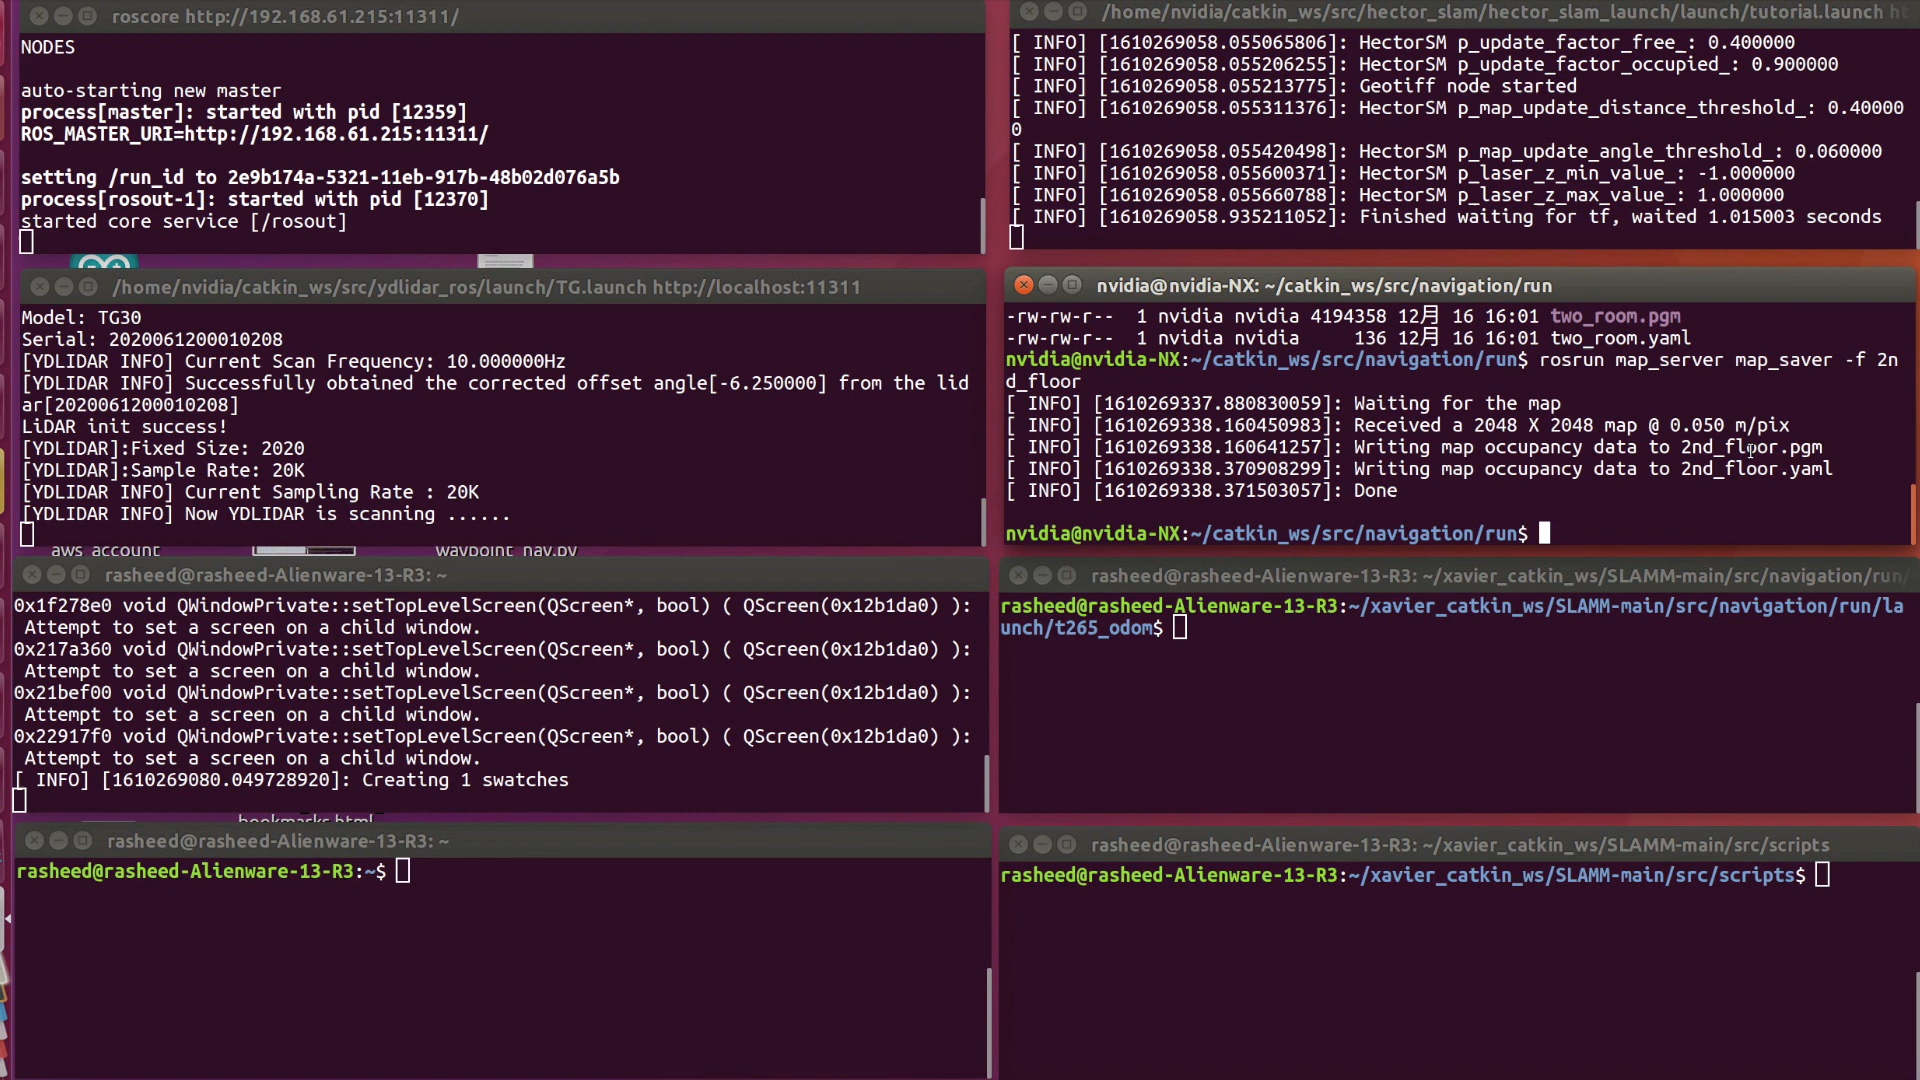 roscore http://192.168.61.215:11311/
NODES
auto-starting new master
process[master]: started with pid [12359]
ROS_MASTER_URI=http://192.168.61.215:11311/
setting /run_id to 2e9b174a-5321-11eb-917b-48b02d076a5b
process[rosout-1]: started with pid [12370]
started core service [/rosout]
/home/nvidia/catkin_ws/src/hector_slam/hector_slam_launch/launch/tutorial.launch ht
[ INFO] [1610269058.055065806]: HectorSM p_update_factor_free_: 0.400000
[ INFO] [1610269058.055206255]: HectorSM p_update_factor_occupied_: 0.900000
[ INFO] [1610269058.055213775]: Geotiff node started
[ INFO] [1610269058.055311376]: HectorSM p_map_update_distance_threshold_: 0.40000
0
[ INFO] [1610269058.055420498]: HectorSM p_map_update_angle_threshold_: 0.060000
[ INFO] [1610269058.055600371]: HectorSM p_laser_z_min_value_: -1.000000
[ INFO] [1610269058.055660788]: HectorSM p_laser_z_max_value_: 1.000000
[ INFO] [1610269058.935211052]: Finished waiting for tf, waited 1.015003 seconds
/home/nvidia/catkin_ws/src/ydlidar_ros/launch/TG.launch http://localhost:11311
Model: TG30
Serial: 2020061200010208
[YDLIDAR INFO] Current Scan Frequency: 10.000000Hz
[YDLIDAR INFO] Successfully obtained the corrected offset angle[-6.250000] from the lid
ar[2020061200010208]
LiDAR init success!
[YDLIDAR]:Fixed Size: 2020
[YDLIDAR]:Sample Rate: 20K
[YDLIDAR INFO] Current Sampling Rate : 20K
[YDLIDAR INFO] Now YDLIDAR is scanning ......
aws_account
waypoint_nav.py
nvidia@nvidia-NX: ~/catkin_ws/src/navigation/run
-rw-rw-r-- 1 nvidia nvidia 4194358 12月 16 16:01 two_room.pgm
-rw-rw-r-- 1 nvidia nvidia 136 12月 16 16:01 two_room.yaml
nvidia@nvidia-NX:~/catkin_ws/src/navigation/run$ rosrun map_server map_saver -f 2n
d_floor
[ INFO] [1610269337.880830059]: Waiting for the map
[ INFO] [1610269338.160450983]: Received a 2048 X 2048 map @ 0.050 m/pix
[ INFO] [1610269338.160641257]: Writing map occupancy data to 2nd_floor.pgm
[ INFO] [1610269338.370908299]: Writing map occupancy data to 2nd_floor.yaml
[ INFO] [1610269338.371503057]: Done
nvidia@nvidia-NX:~/catkin_ws/src/navigation/run$
rasheed@rasheed-Alienware-13-R3: ~
0x1f278e0 void QWindowPrivate::setTopLevelScreen(QScreen*, bool) ( QScreen(0x12b1da0) ):
Attempt to set a screen on a child window.
0x217a360 void QWindowPrivate::setTopLevelScreen(QScreen*, bool) ( QScreen(0x12b1da0) ):
Attempt to set a screen on a child window.
0x21bef00 void QWindowPrivate::setTopLevelScreen(QScreen*, bool) ( QScreen(0x12b1da0) ):
Attempt to set a screen on a child window.
0x22917f0 void QWindowPrivate::setTopLevelScreen(QScreen*, bool) ( QScreen(0x12b1da0) ):
Attempt to set a screen on a child window.
[ INFO] [1610269080.049728920]: Creating 1 swatches
bookmarks.html
rasheed@rasheed-Alienware-13-R3: ~/xavier_catkin_ws/SLAMM-main/src/navigation/run/
rasheed@rasheed-Alienware-13-R3:~/xavier_catkin_ws/SLAMM-main/src/navigation/run/la
unch/t265_odom$
rasheed@rasheed-Alienware-13-R3: ~
rasheed@rasheed-Alienware-13-R3:~$
rasheed@rasheed-Alienware-13-R3: ~/xavier_catkin_ws/SLAMM-main/src/scripts
rasheed@rasheed-Alienware-13-R3:~/xavier_catkin_ws/SLAMM-main/src/scripts$